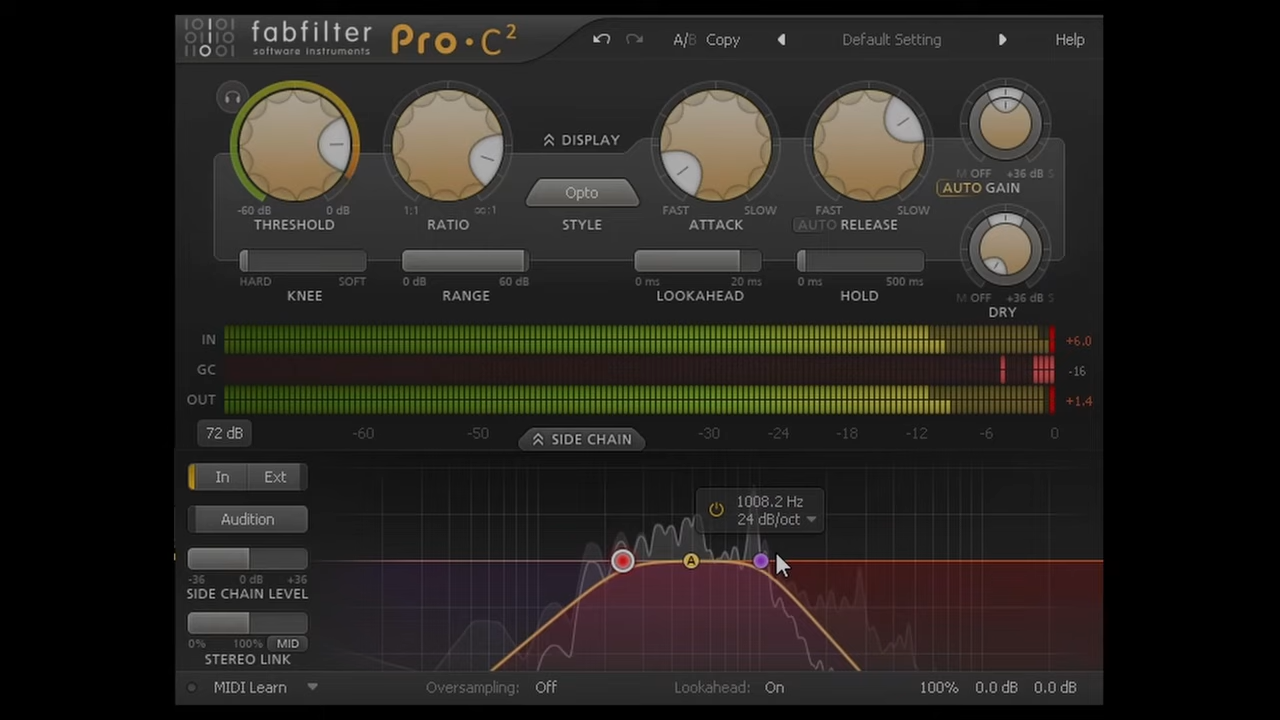 fabfilter
software instruments
Pro·C²
A/B Copy
Default Setting
Help
DISPLAY
-60 dB 0 dB
THRESHOLD
1:1 ∞:1
RATIO
Opto
STYLE
FAST SLOW
ATTACK
FAST SLOW
AUTO RELEASE
M OFF +36 dB S
AUTO GAIN
HARD SOFT
KNEE
0 dB 60 dB
RANGE
0 ms 20 ms
LOOKAHEAD
0 ms 500 ms
HOLD
M OFF +36 dB S
DRY
IN +6.0
GC -16
OUT +1.4
72 dB -60 -50 -30 -24 -18 -12 -6 0
SIDE CHAIN
In Ext
Audition
-36 0 dB +36
SIDE CHAIN LEVEL
0% 100% MID
STEREO LINK
1008.2 Hz
24 dB/oct
A
MIDI Learn Oversampling: Off Lookahead: On 100% 0.0 dB 0.0 dB